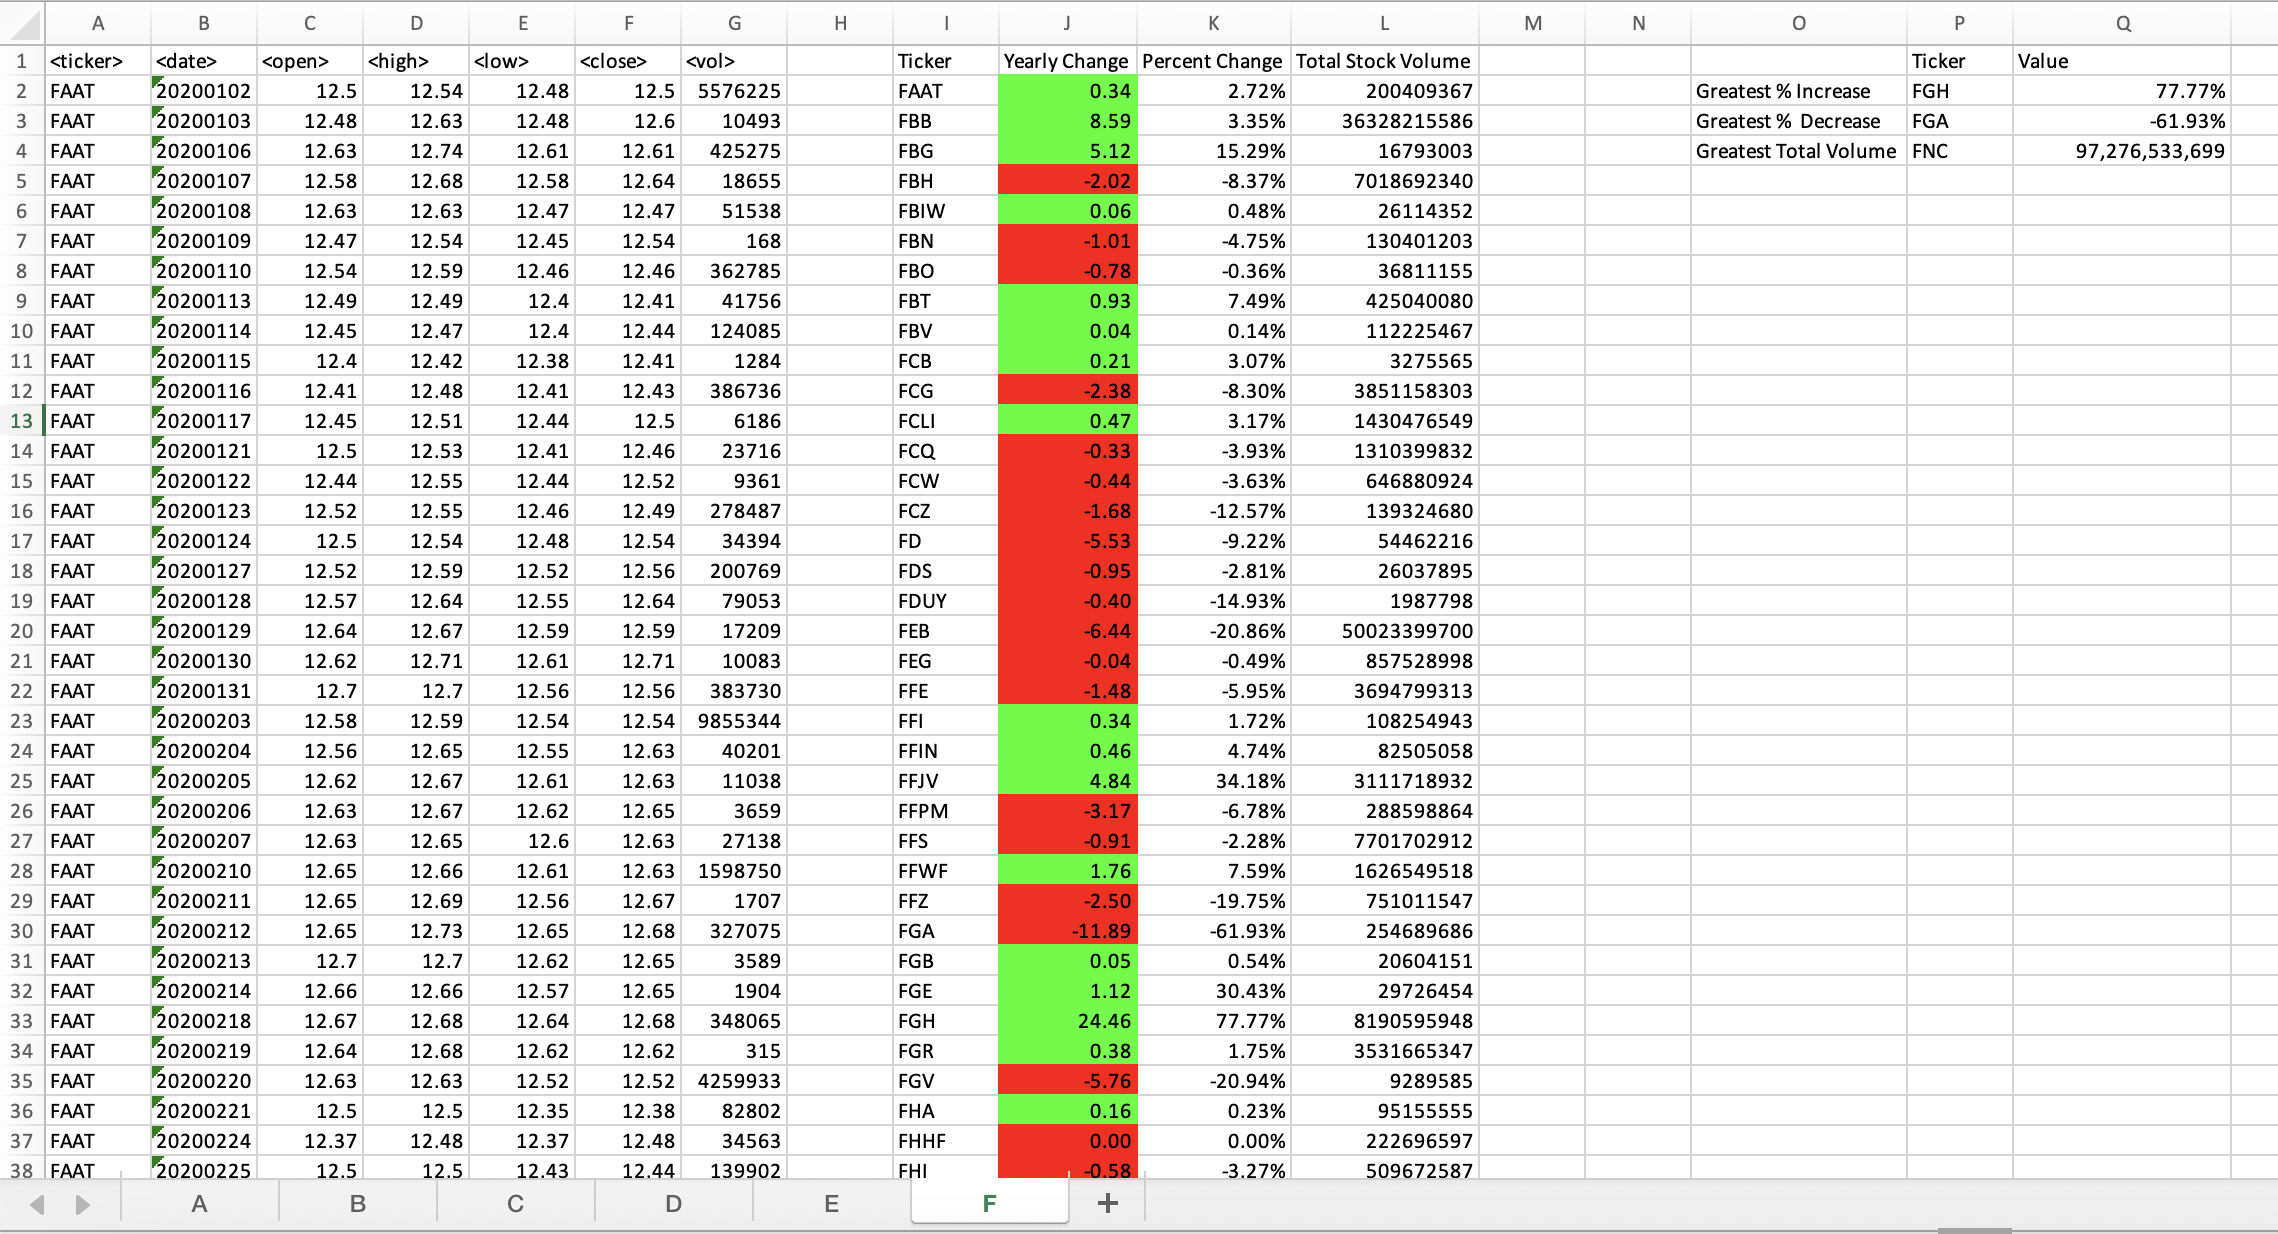 A B C D E F G H I J K L M N O P Q
1 <ticker> <date> <open> <high> <low> <close> <vol> Ticker Yearly Change Percent Change Total Stock Volume Ticker Value
2 FAAT 20200102 12.5 12.54 12.48 12.5 5576225 FAAT 0.34 2.72% 200409367 Greatest % Increase FGH 77.77%
3 FAAT 20200103 12.48 12.63 12.48 12.6 10493 FBB 8.59 3.35% 36328215586 Greatest % Decrease FGA -61.93%
4 FAAT 20200106 12.63 12.74 12.61 12.61 425275 FBG 5.12 15.29% 16793003 Greatest Total Volume FNC 97,276,533,699
5 FAAT 20200107 12.58 12.68 12.58 12.64 18655 FBH -2.02 -8.37% 7018692340
6 FAAT 20200108 12.63 12.63 12.47 12.47 51538 FBIW 0.06 0.48% 26114352
7 FAAT 20200109 12.47 12.54 12.45 12.54 168 FBN -1.01 -4.75% 130401203
8 FAAT 20200110 12.54 12.59 12.46 12.46 362785 FBO -0.78 -0.36% 36811155
9 FAAT 20200113 12.49 12.49 12.4 12.41 41756 FBT 0.93 7.49% 425040080
10 FAAT 20200114 12.45 12.47 12.4 12.44 124085 FBV 0.04 0.14% 112225467
11 FAAT 20200115 12.4 12.42 12.38 12.41 1284 FCB 0.21 3.07% 3275565
12 FAAT 20200116 12.41 12.48 12.41 12.43 386736 FCG -2.38 -8.30% 3851158303
13 FAAT 20200117 12.45 12.51 12.44 12.5 6186 FCLI 0.47 3.17% 1430476549
14 FAAT 20200121 12.5 12.53 12.41 12.46 23716 FCQ -0.33 -3.93% 1310399832
15 FAAT 20200122 12.44 12.55 12.44 12.52 9361 FCW -0.44 -3.63% 646880924
16 FAAT 20200123 12.52 12.55 12.46 12.49 278487 FCZ -1.68 -12.57% 139324680
17 FAAT 20200124 12.5 12.54 12.48 12.54 34394 FD -5.53 -9.22% 54462216
18 FAAT 20200127 12.52 12.59 12.52 12.56 200769 FDS -0.95 -2.81% 26037895
19 FAAT 20200128 12.57 12.64 12.55 12.64 79053 FDUY -0.40 -14.93% 1987798
20 FAAT 20200129 12.64 12.67 12.59 12.59 17209 FEB -6.44 -20.86% 50023399700
21 FAAT 20200130 12.62 12.71 12.61 12.71 10083 FEG -0.04 -0.49% 857528998
22 FAAT 20200131 12.7 12.7 12.56 12.56 383730 FFE -1.48 -5.95% 3694799313
23 FAAT 20200203 12.58 12.59 12.54 12.54 9855344 FFI 0.34 1.72% 108254943
24 FAAT 20200204 12.56 12.65 12.55 12.63 40201 FFIN 0.46 4.74% 82505058
25 FAAT 20200205 12.62 12.67 12.61 12.63 11038 FFJV 4.84 34.18% 3111718932
26 FAAT 20200206 12.63 12.67 12.62 12.65 3659 FFPM -3.17 -6.78% 288598864
27 FAAT 20200207 12.63 12.65 12.6 12.63 27138 FFS -0.91 -2.28% 7701702912
28 FAAT 20200210 12.65 12.66 12.61 12.63 1598750 FFWF 1.76 7.59% 1626549518
29 FAAT 20200211 12.65 12.69 12.56 12.67 1707 FFZ -2.50 -19.75% 751011547
30 FAAT 20200212 12.65 12.73 12.65 12.68 327075 FGA -11.89 -61.93% 254689686
31 FAAT 20200213 12.7 12.7 12.62 12.65 3589 FGB 0.05 0.54% 20604151
32 FAAT 20200214 12.66 12.66 12.57 12.65 1904 FGE 1.12 30.43% 29726454
33 FAAT 20200218 12.67 12.68 12.64 12.68 348065 FGH 24.46 77.77% 8190595948
34 FAAT 20200219 12.64 12.68 12.62 12.62 315 FGR 0.38 1.75% 3531665347
35 FAAT 20200220 12.63 12.63 12.52 12.52 4259933 FGV -5.76 -20.94% 9289585
36 FAAT 20200221 12.5 12.5 12.35 12.38 82802 FHA 0.16 0.23% 95155555
37 FAAT 20200224 12.37 12.48 12.37 12.48 34563 FHHF 0.00 0.00% 222696597
38 FAAT 20200225 12.5 12.5 12.43 12.44 139902 FHI -0.58 -3.27% 509672587
A B C D E F +